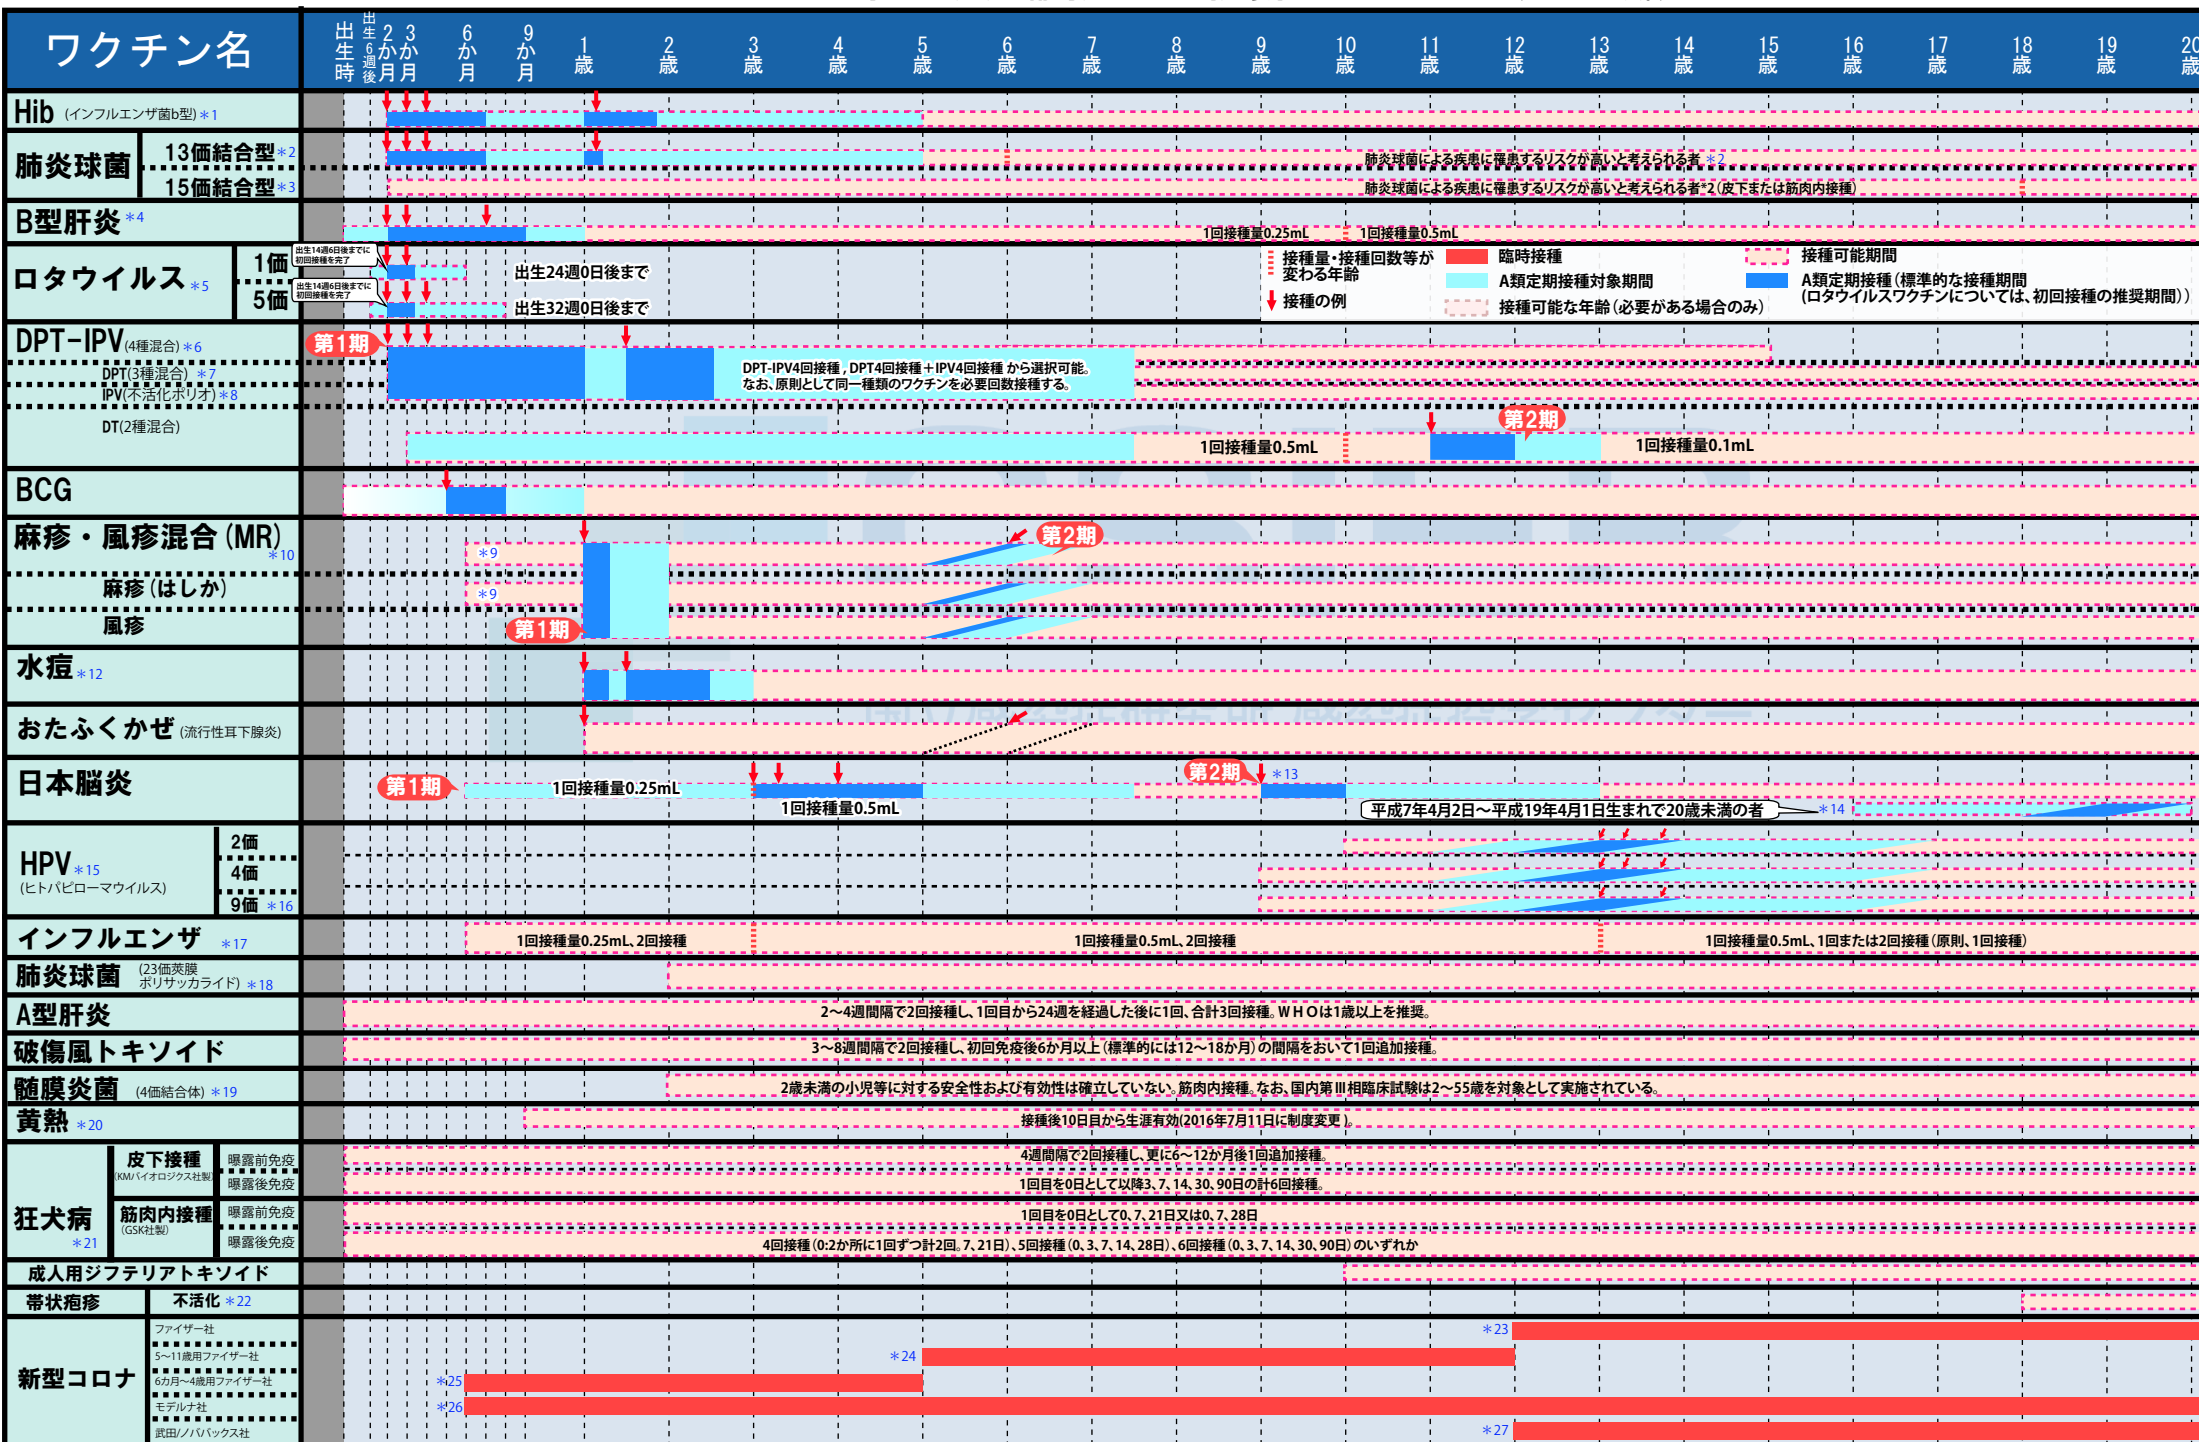 ワクチン名
出生時
出生6週後
2か月
3か月
6か月
9か月
1歳
2歳
3歳
4歳
5歳
6歳
7歳
8歳
9歳
10歳
11歳
12歳
13歳
14歳
15歳
16歳
17歳
18歳
19歳
20歳
Hib (インフルエンザ菌b型) *1
肺炎球菌
13価結合型*2
肺炎球菌による疾患に罹患するリスクが高いと考えられる者 *2
15価結合型*3
肺炎球菌による疾患に罹患するリスクが高いと考えられる者*2(皮下または筋肉内接種)
B型肝炎 *4
1回接種量0.25mL
1回接種量0.5mL
ロタウイルス *5
1価
出生14週6日後までに
初回接種を完了
出生24週0日後まで
5価
出生14週6日後までに
初回接種を完了
出生32週0日後まで
接種量・接種回数等が
変わる年齢
接種の例
臨時接種
A類定期接種対象期間
接種可能な年齢(必要がある場合のみ)
接種可能期間
A類定期接種(標準的な接種期間
(ロタウイルスワクチンについては、初回接種の推奨期間))
DPT-IPV(4種混合) *6
第1期
DPT(3種混合) *7
IPV(不活化ポリオ) *8
DPT-IPV4回接種, DPT4回接種+IPV4回接種 から選択可能。
なお、原則として同一種類のワクチンを必要回数接種する。
DT(2種混合)
1回接種量0.5mL
第2期
1回接種量0.1mL
BCG
麻疹・風疹混合(MR)
*10
*9
第2期
麻疹(はしか)
*9
風疹
第1期
水痘 *12
おたふくかぜ (流行性耳下腺炎)
日本脳炎
第1期
1回接種量0.25mL
1回接種量0.5mL
第2期
*13
平成7年4月2日～平成19年4月1日生まれで20歳未満の者
*14
HPV *15
(ヒトパピローマウイルス)
2価
4価
9価 *16
インフルエンザ *17
1回接種量0.25mL、2回接種
1回接種量0.5mL、2回接種
1回接種量0.5mL、1回または2回接種(原則、1回接種)
肺炎球菌 (23価莢膜
ポリサッカライド) *18
A型肝炎
2～4週間隔で2回接種し、1回目から24週を経過した後に1回、合計3回接種。WHOは1歳以上を推奨。
破傷風トキソイド
3～8週間隔で2回接種し、初回免疫後6か月以上(標準的には12～18か月)の間隔をおいて1回追加接種。
髄膜炎菌 (4価結合体) *19
2歳未満の小児等に対する安全性および有効性は確立していない。筋肉内接種。なお、国内第Ⅲ相臨床試験は2～55歳を対象として実施されている。
黄熱 *20
接種後10日目から生涯有効(2016年7月11日に制度変更 )。
狂犬病
*21
皮下接種
(KMバイオロジクス社製)
曝露前免疫
4週間隔で2回接種し、更に6～12か月後1回追加接種。
曝露後免疫
1回目を0日として以降3、7、14、30、90日の計6回接種。
筋肉内接種
(GSK社製)
曝露前免疫
1回目を0日として0、7、21日又は0、7、28日
曝露後免疫
4回接種(0:2か所に1回ずつ計2回。7、21日)、5回接種(0、3、7、14、28日)、6回接種(0、3、7、14、30、90日)のいずれか
成人用ジフテリアトキソイド
帯状疱疹
不活化 *22
新型コロナ
ファイザー社
*23
5～11歳用ファイザー社
*24
6カ月～4歳用ファイザー社
*25
モデルナ社
*26
武田/ノババックス社
*27